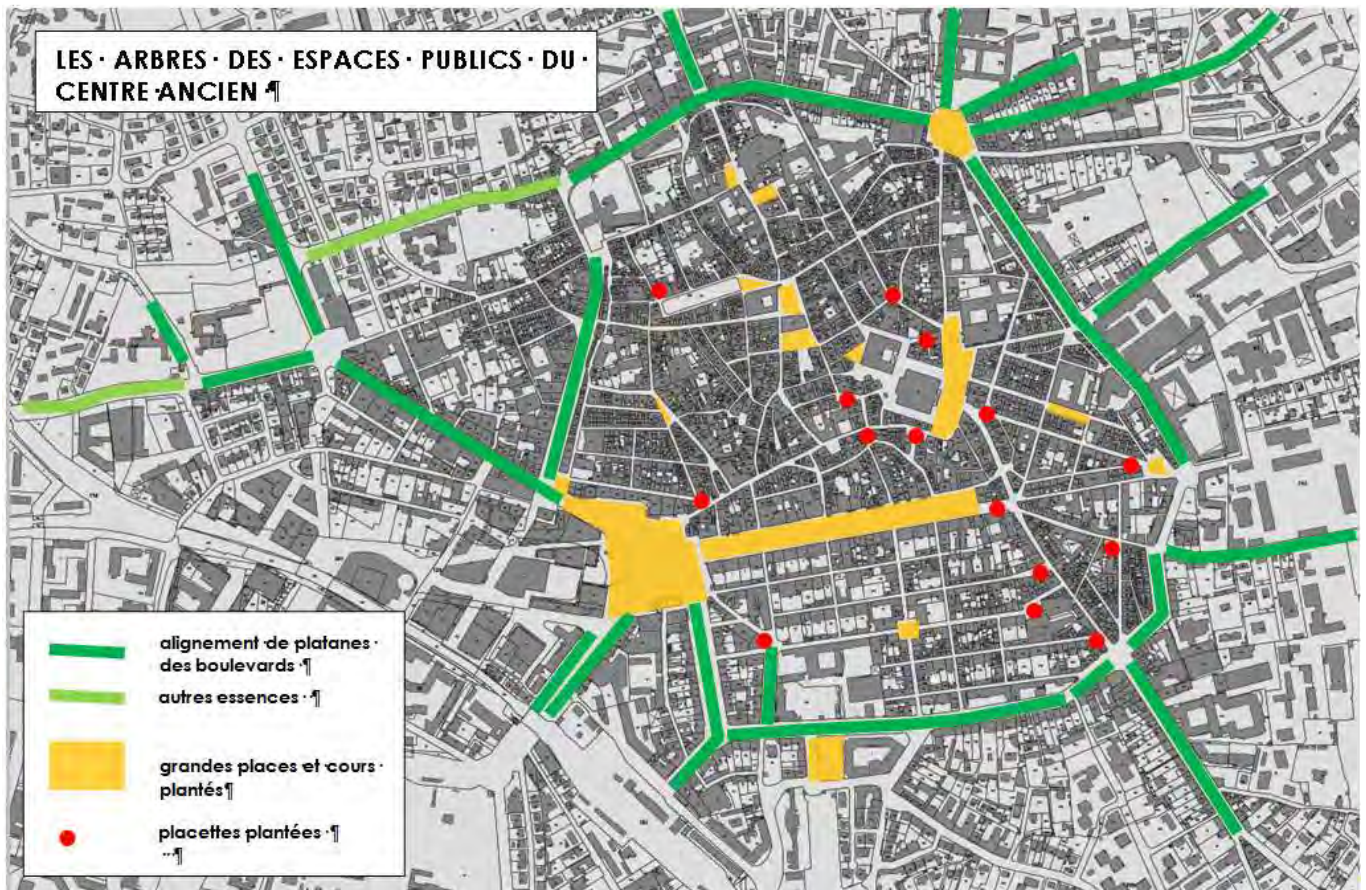 LES · ARBRES · DES · ESPACES · PUBLICS · DU ·
CENTRE · ANCIEN ¶
alignement · de platanes ·
des boulevards · ¶
autres essences · ¶
grandes places et · cours ·
plantés¶
placettes plantées · ¶
···¶